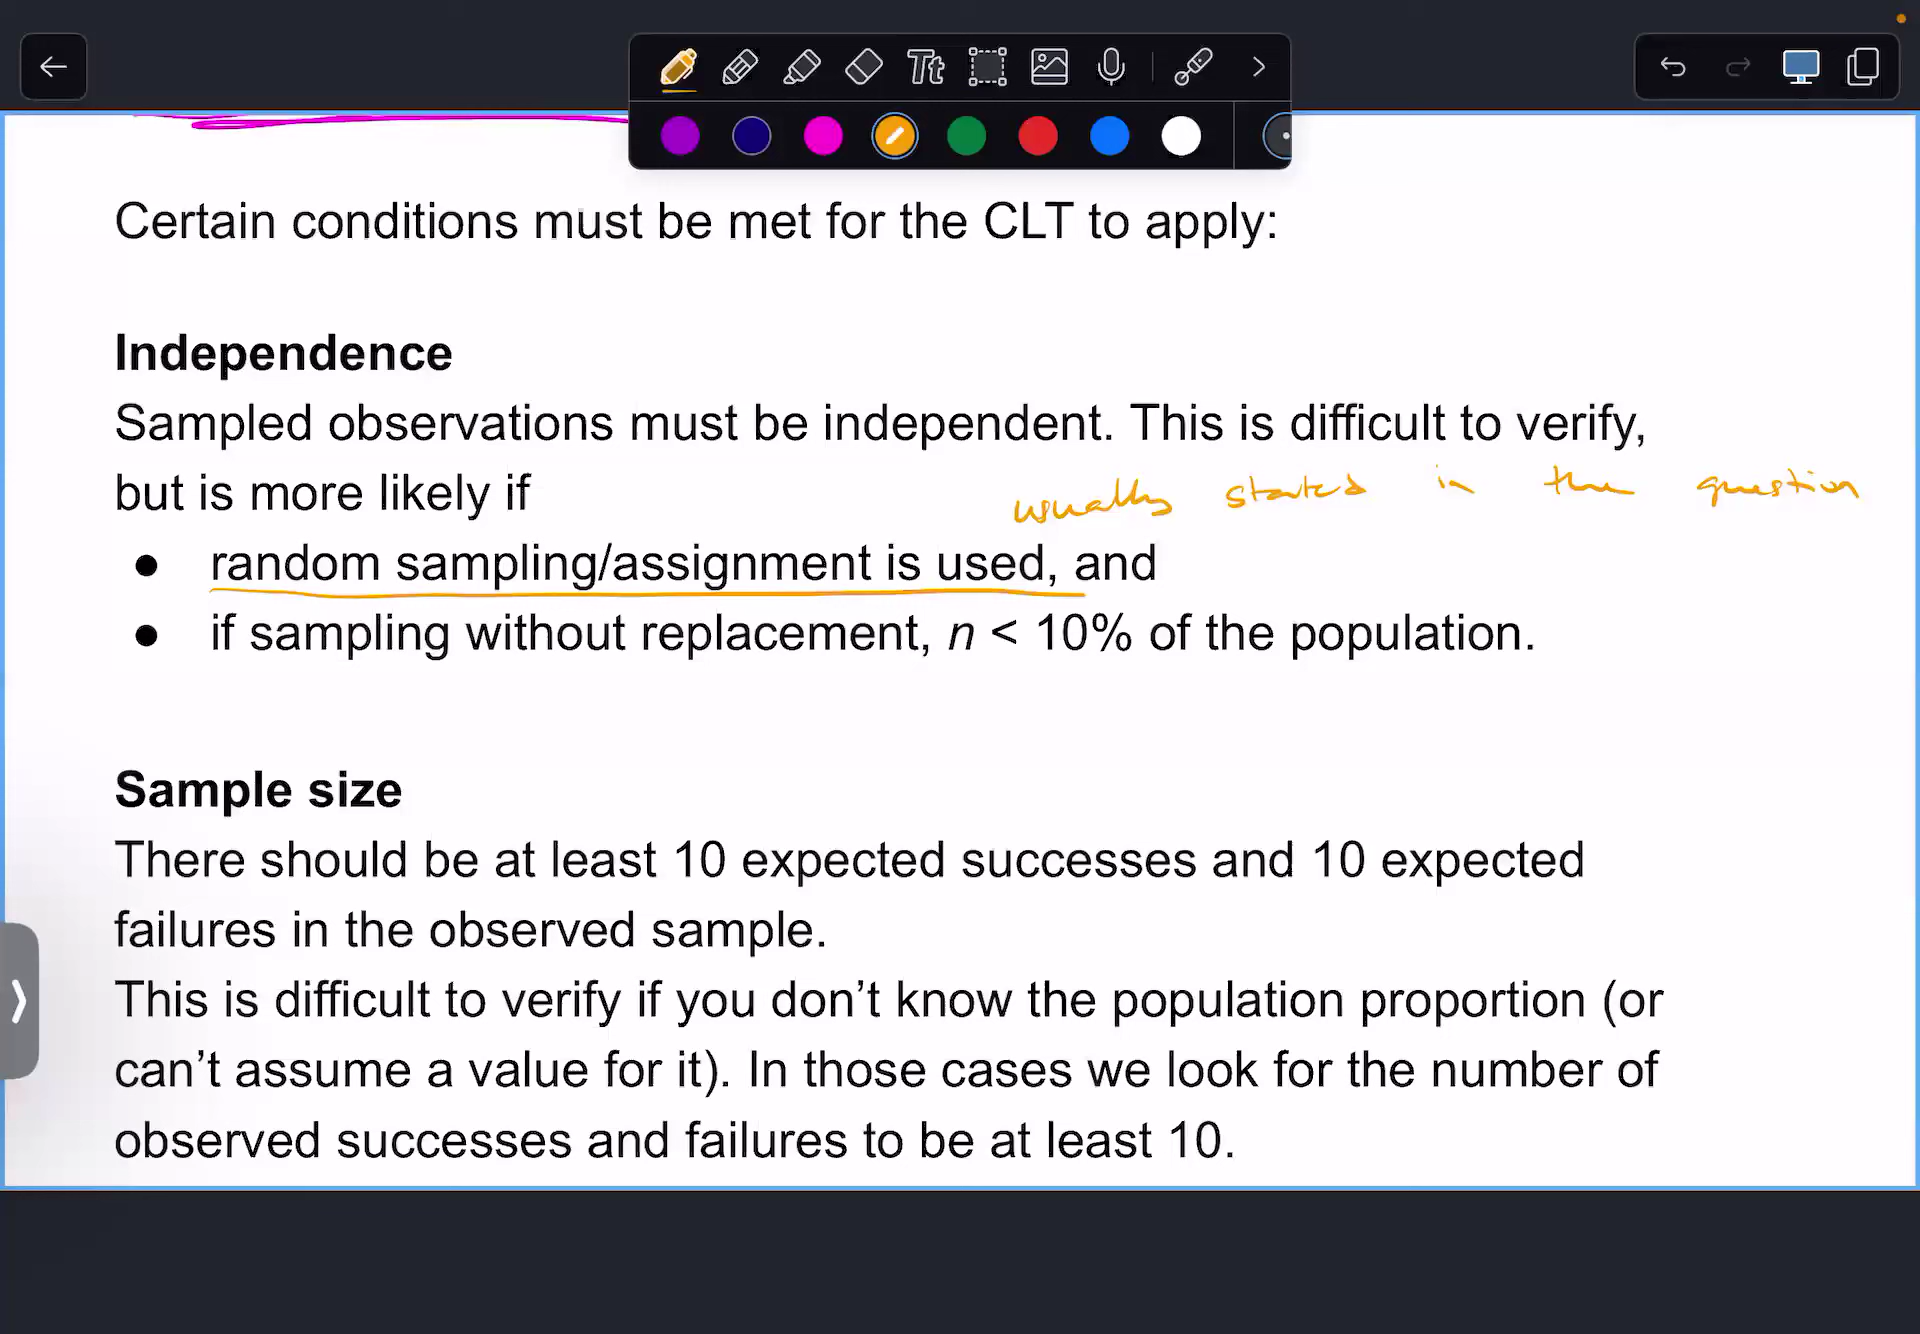 Tt
Certain conditions must be met for the CLT to apply:
Independence
Sampled observations must be independent. This is difficult to verify,
but is more likely if
usually started in the question
● random sampling/assignment is used, and
● if sampling without replacement, n < 10% of the population.
Sample size
There should be at least 10 expected successes and 10 expected
failures in the observed sample.
This is difficult to verify if you don’t know the population proportion (or
can’t assume a value for it). In those cases we look for the number of
observed successes and failures to be at least 10.